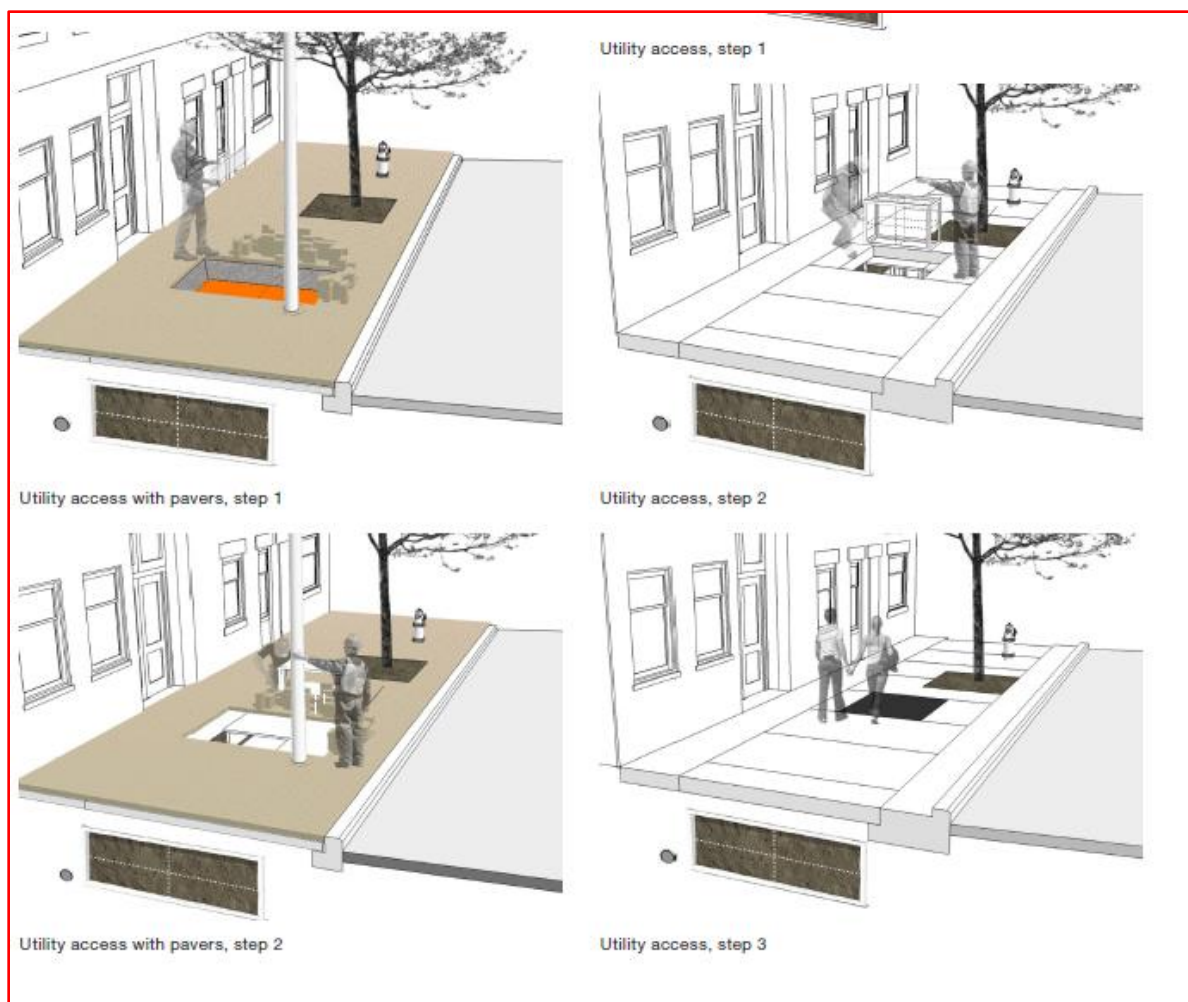 Utility access, step 1
Utility access with pavers, step 1
Utility access, step 2
Utility access with pavers, step 2
Utility access, step 3